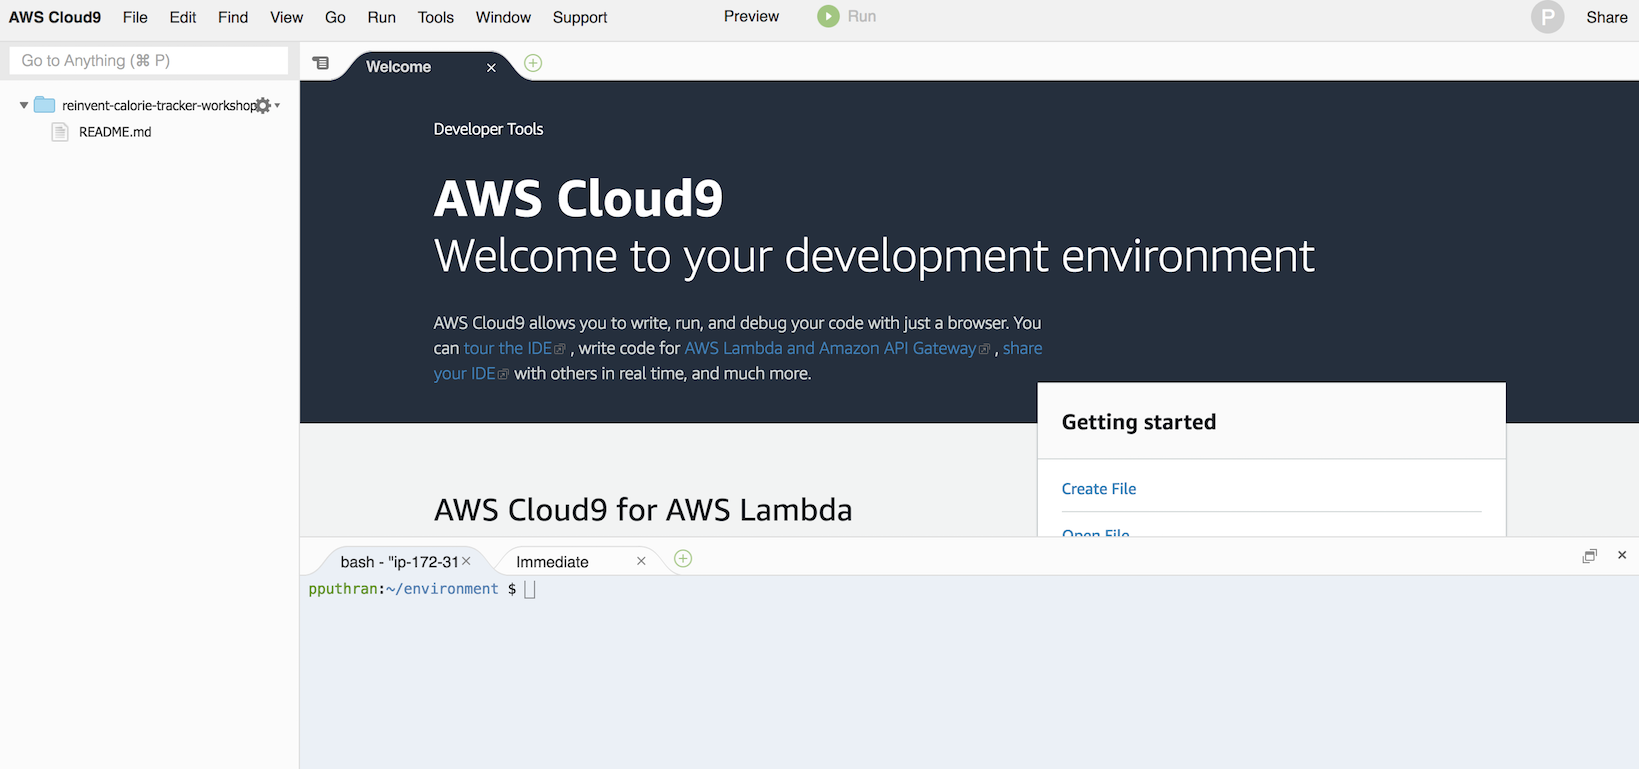 AWS Cloud9 File Edit Find View Go Run Tools Window Support Preview Run P Share
Go to Anything (⌘ P)
reinvent-calorie-tracker-workshop
README.md
Welcome
Developer Tools
AWS Cloud9
Welcome to your development environment
AWS Cloud9 allows you to write, run, and debug your code with just a browser. You
can tour the IDE , write code for AWS Lambda and Amazon API Gateway , share
your IDE with others in real time, and much more.
Getting started
Create File
Open File
AWS Cloud9 for AWS Lambda
bash - "ip-172-31 Immediate
pputhran:~/environment $